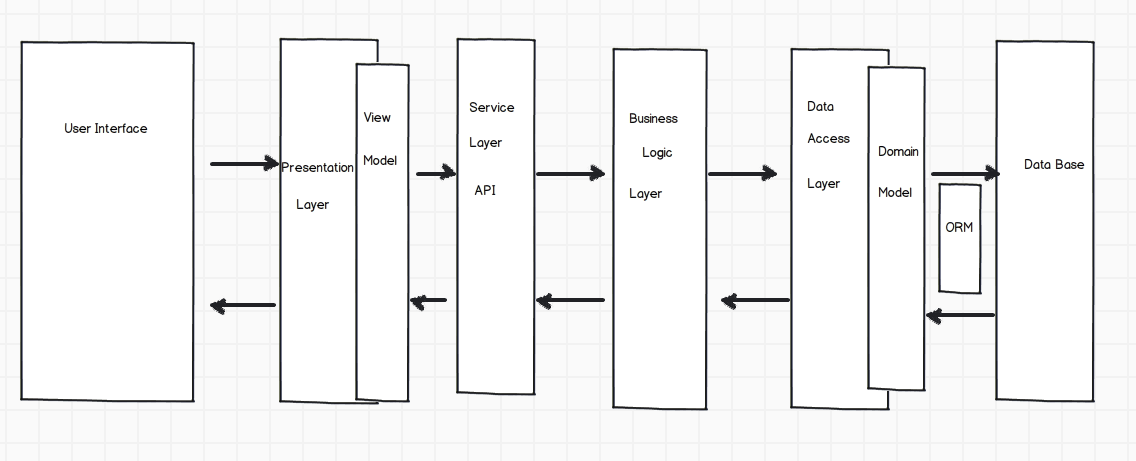 User Interface
Presentation
Layer
View
Model
Service
Layer
API
Business
Logic
Layer
Data
Access
Layer
Domain
Model
ORM
Data Base